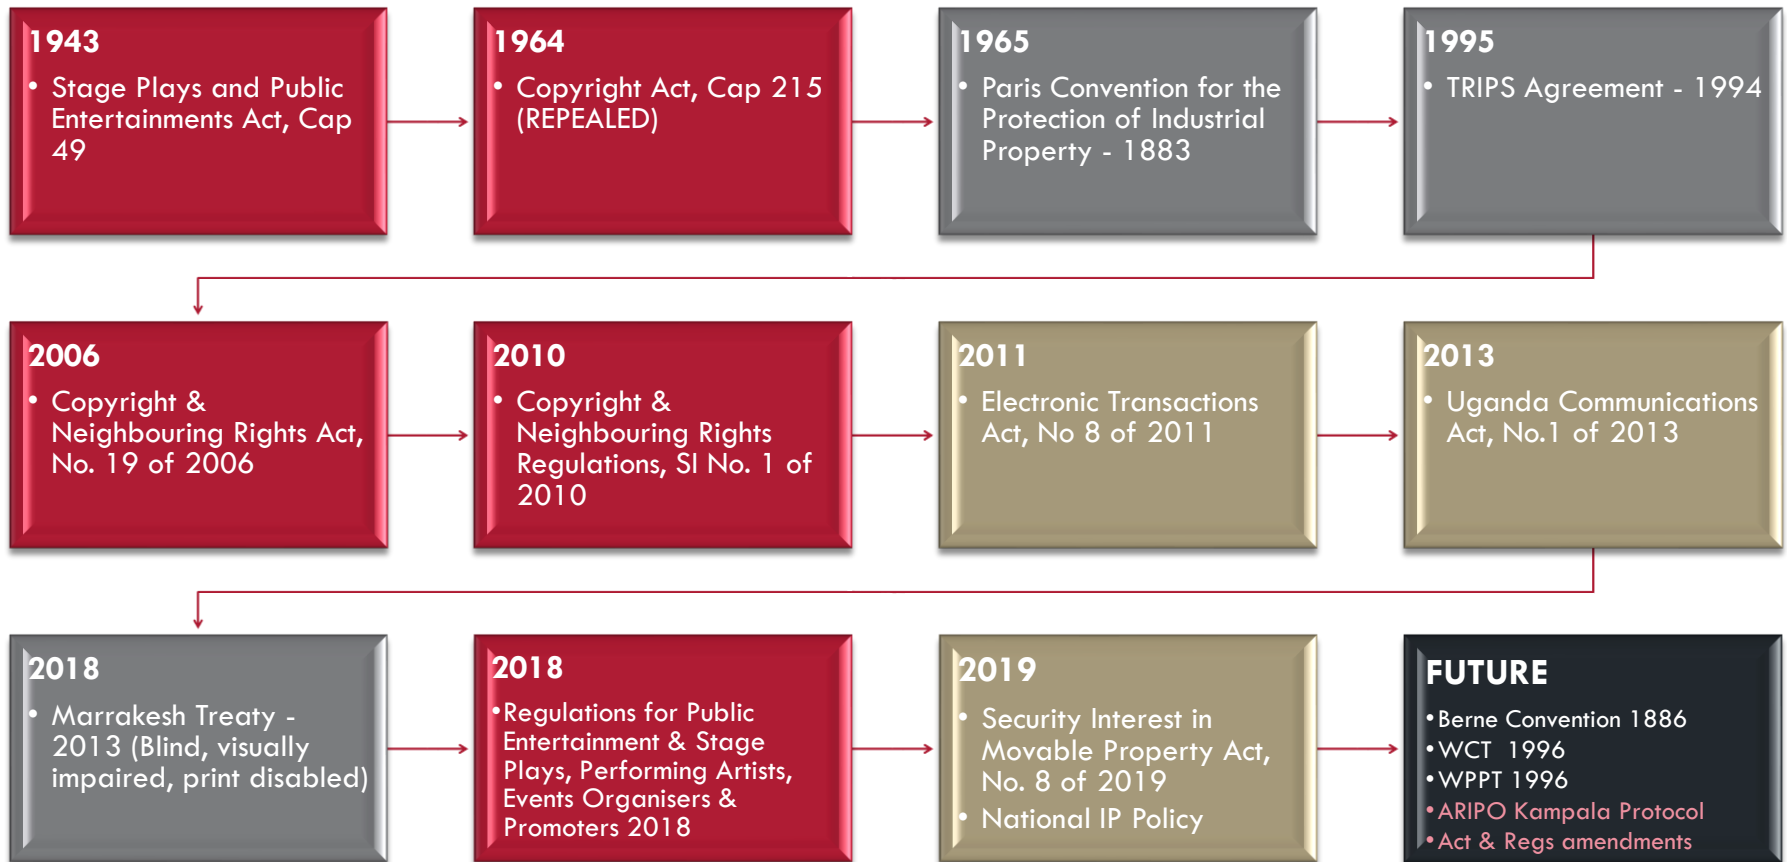 1943
• Stage Plays and Public
Entertainments Act, Cap
49
1964
• Copyright Act, Cap 215
(REPEALED)
1965
• Paris Convention for the
Protection of Industrial
Property - 1883
1995
• TRIPS Agreement - 1994
2006
• Copyright &
Neighbouring Rights Act,
No. 19 of 2006
2010
• Copyright &
Neighbouring Rights
Regulations, SI No. 1 of
2010
2011
• Electronic Transactions
Act, No 8 of 2011
2013
• Uganda Communications
Act, No.1 of 2013
2018
• Marrakesh Treaty -
2013 (Blind, visually
impaired, print disabled)
2018
•Regulations for Public
Entertainment & Stage
Plays, Performing Artists,
Events Organisers &
Promoters 2018
2019
• Security Interest in
Movable Property Act,
No. 8 of 2019
• National IP Policy
FUTURE
•Berne Convention 1886
•WCT 1996
•WPPT 1996
•ARIPO Kampala Protocol
•Act & Regs amendments